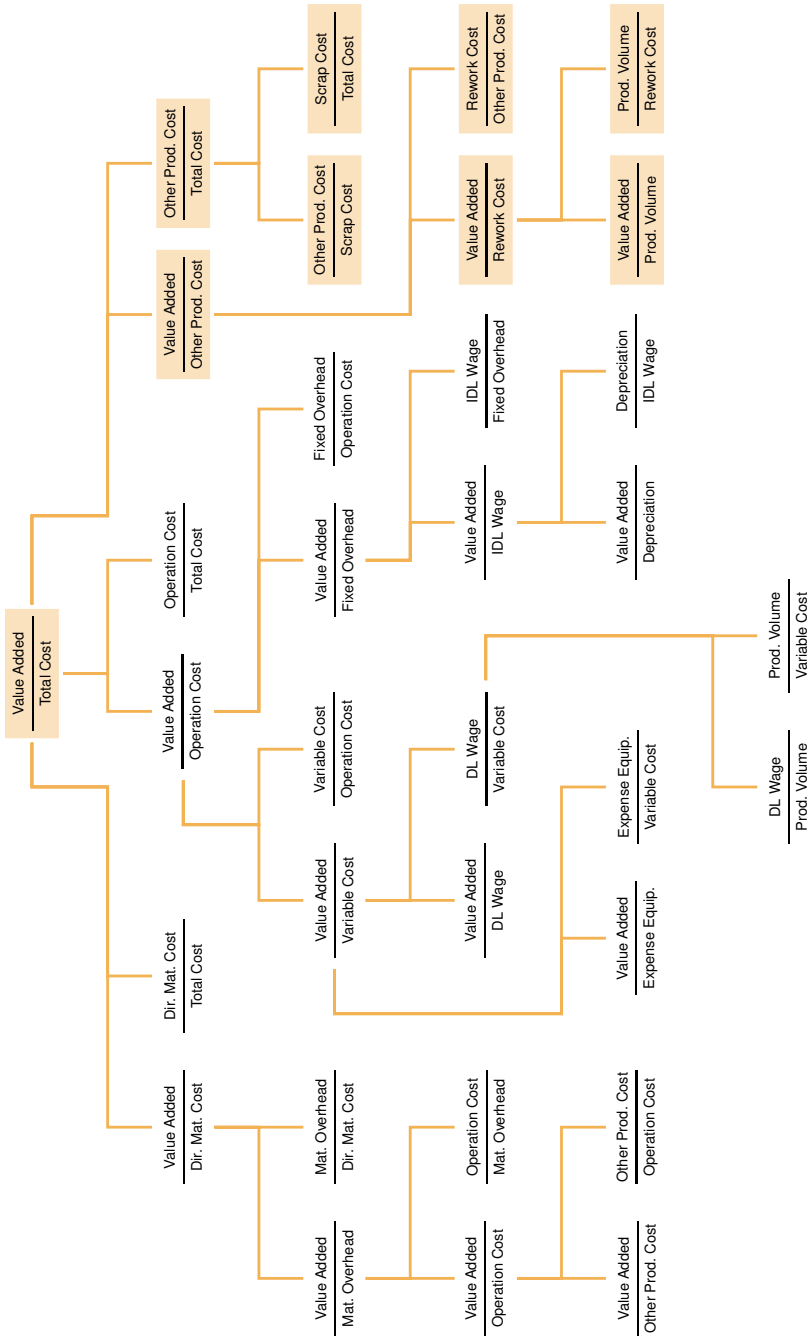 Value Added
Total Cost
Value Added
Dir. Mat. Cost
Dir. Mat. Cost
Total Cost
Value Added
Operation Cost
Operation Cost
Total Cost
Value Added
Other Prod. Cost
Other Prod. Cost
Total Cost
Value Added
Mat. Overhead
Mat. Overhead
Dir. Mat. Cost
Value Added
Variable Cost
Variable Cost
Operation Cost
Value Added
Fixed Overhead
Fixed Overhead
Operation Cost
Other Prod. Cost
Scrap Cost
Scrap Cost
Total Cost
Value Added
Operation Cost
Operation Cost
Mat. Overhead
Value Added
DL Wage
DL Wage
Variable Cost
Value Added
IDL Wage
IDL Wage
Fixed Overhead
Value Added
Rework Cost
Rework Cost
Other Prod. Cost
Value Added
Other Prod. Cost
Other Prod. Cost
Operation Cost
Value Added
Expense Equip.
Expense Equip.
Variable Cost
Value Added
Depreciation
Depreciation
IDL Wage
Value Added
Prod. Volume
Prod. Volume
Rework Cost
DL Wage
Prod. Volume
Prod. Volume
Variable Cost